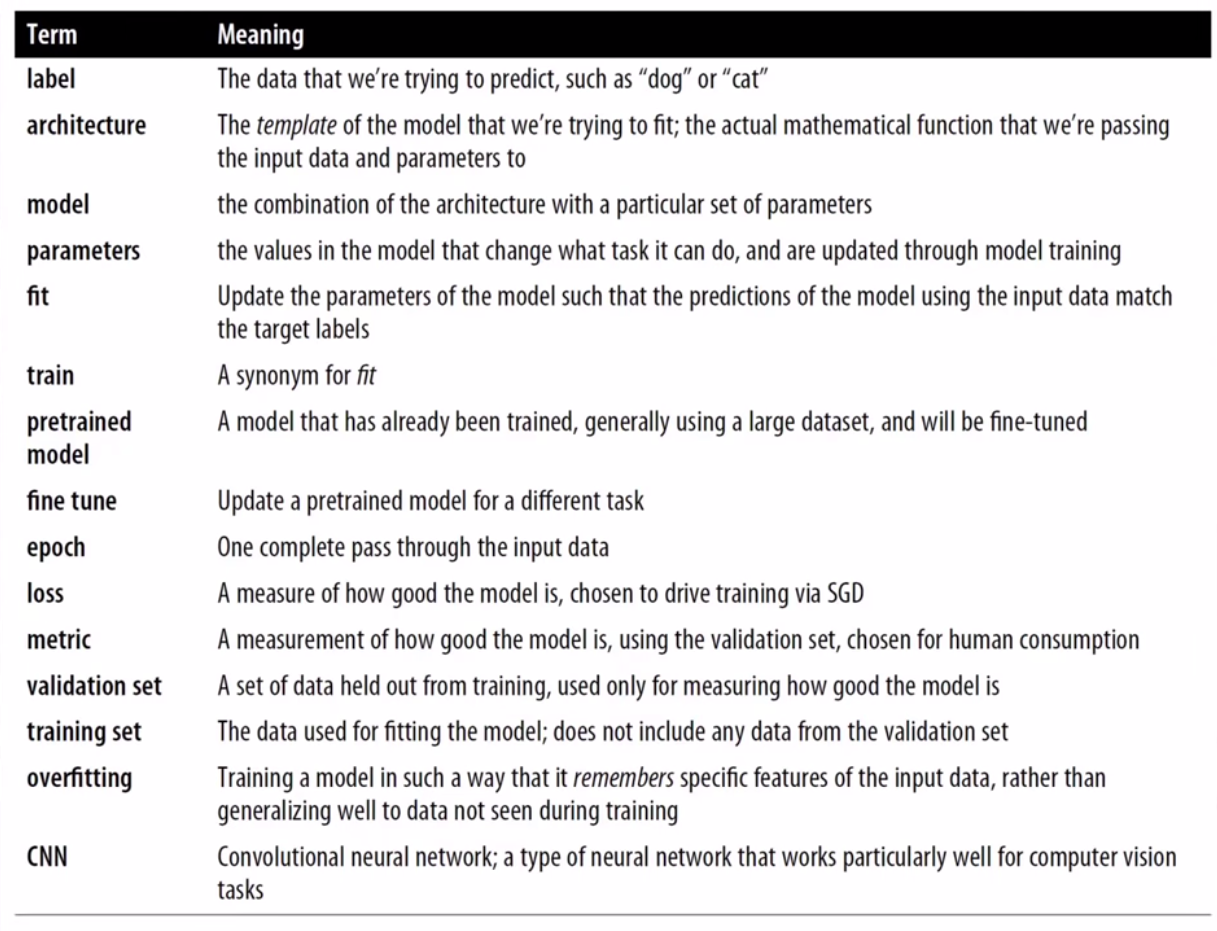 Term Meaning
label The data that we’re trying to predict, such as “dog” or “cat”
architecture The template of the model that we’re trying to fit; the actual mathematical function that we’re passing
the input data and parameters to
model the combination of the architecture with a particular set of parameters
parameters the values in the model that change what task it can do, and are updated through model training
fit Update the parameters of the model such that the predictions of the model using the input data match
the target labels
train A synonym for fit
pretrained A model that has already been trained, generally using a large dataset, and will be fine-tuned
model
fine tune Update a pretrained model for a different task
epoch One complete pass through the input data
loss A measure of how good the model is, chosen to drive training via SGD
metric A measurement of how good the model is, using the validation set, chosen for human consumption
validation set A set of data held out from training, used only for measuring how good the model is
training set The data used for fitting the model; does not include any data from the validation set
overfitting Training a model in such a way that it remembers specific features of the input data, rather than
generalizing well to data not seen during training
CNN Convolutional neural network; a type of neural network that works particularly well for computer vision
tasks